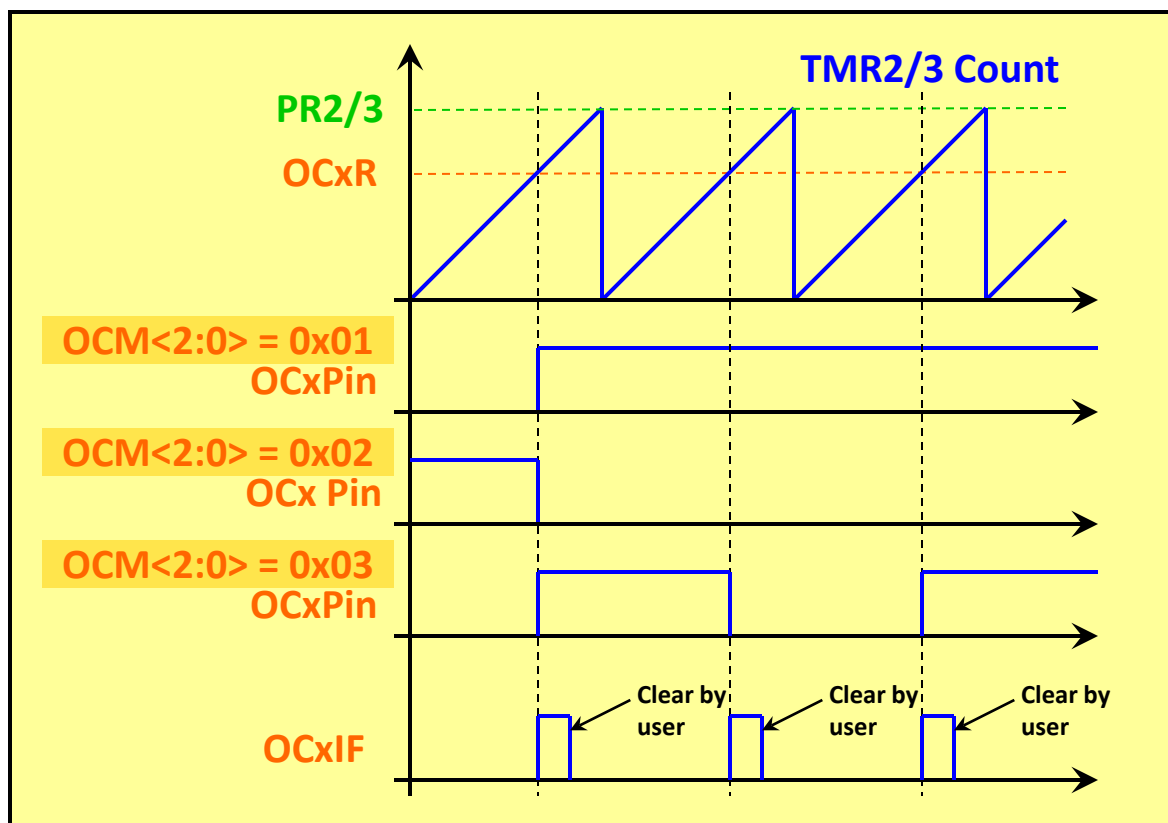 TMR2/3 Count
PR2/3
OCxR
OCM<2:0> = 0x01
OCxPin
OCM<2:0> = 0x02
OCx Pin
OCM<2:0> = 0x03
OCxPin
Clear by
user
Clear by
user
Clear by
user
OCxIF